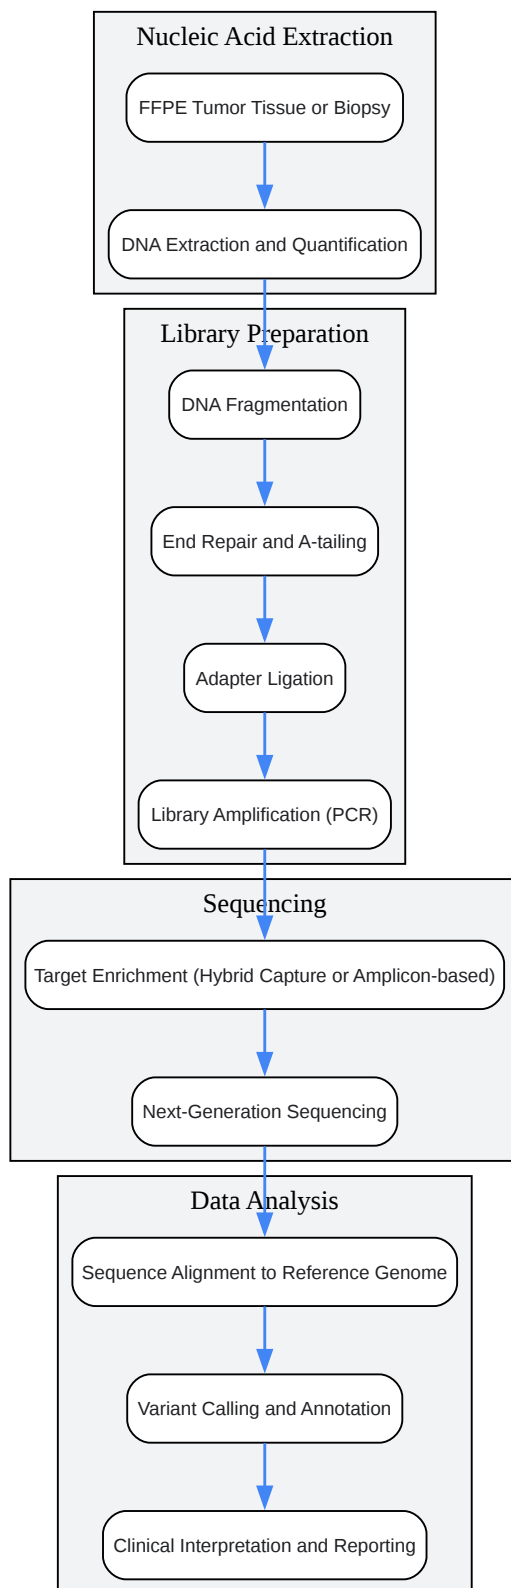 Nucleic Acid Extraction
FFPE Tumor Tissue or Biopsy
DNA Extraction and Quantification
Library Preparation
DNA Fragmentation
End Repair and A-tailing
Adapter Ligation
Library Amplification (PCR)
Sequencing
Target Enrichment (Hybrid Capture or Amplicon-based)
Next-Generation Sequencing
Data Analysis
Sequence Alignment to Reference Genome
Variant Calling and Annotation
Clinical Interpretation and Reporting